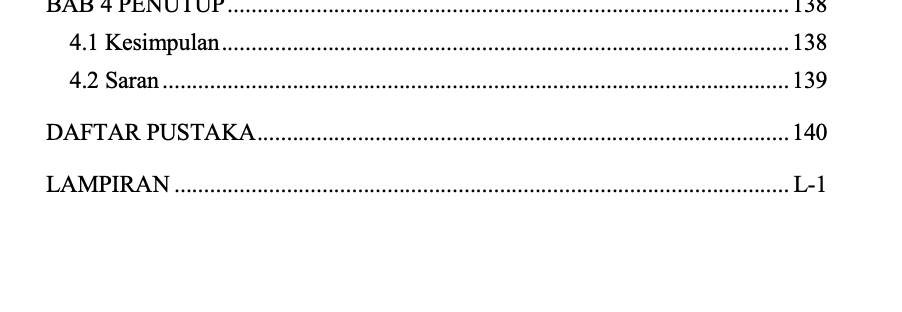 BAB 4 PENUTUP ........ 138
4.1 Kesimpulan ........ 138
4.2 Saran ........ 139
DAFTAR PUSTAKA ........ 140
LAMPIRAN ........ L-1